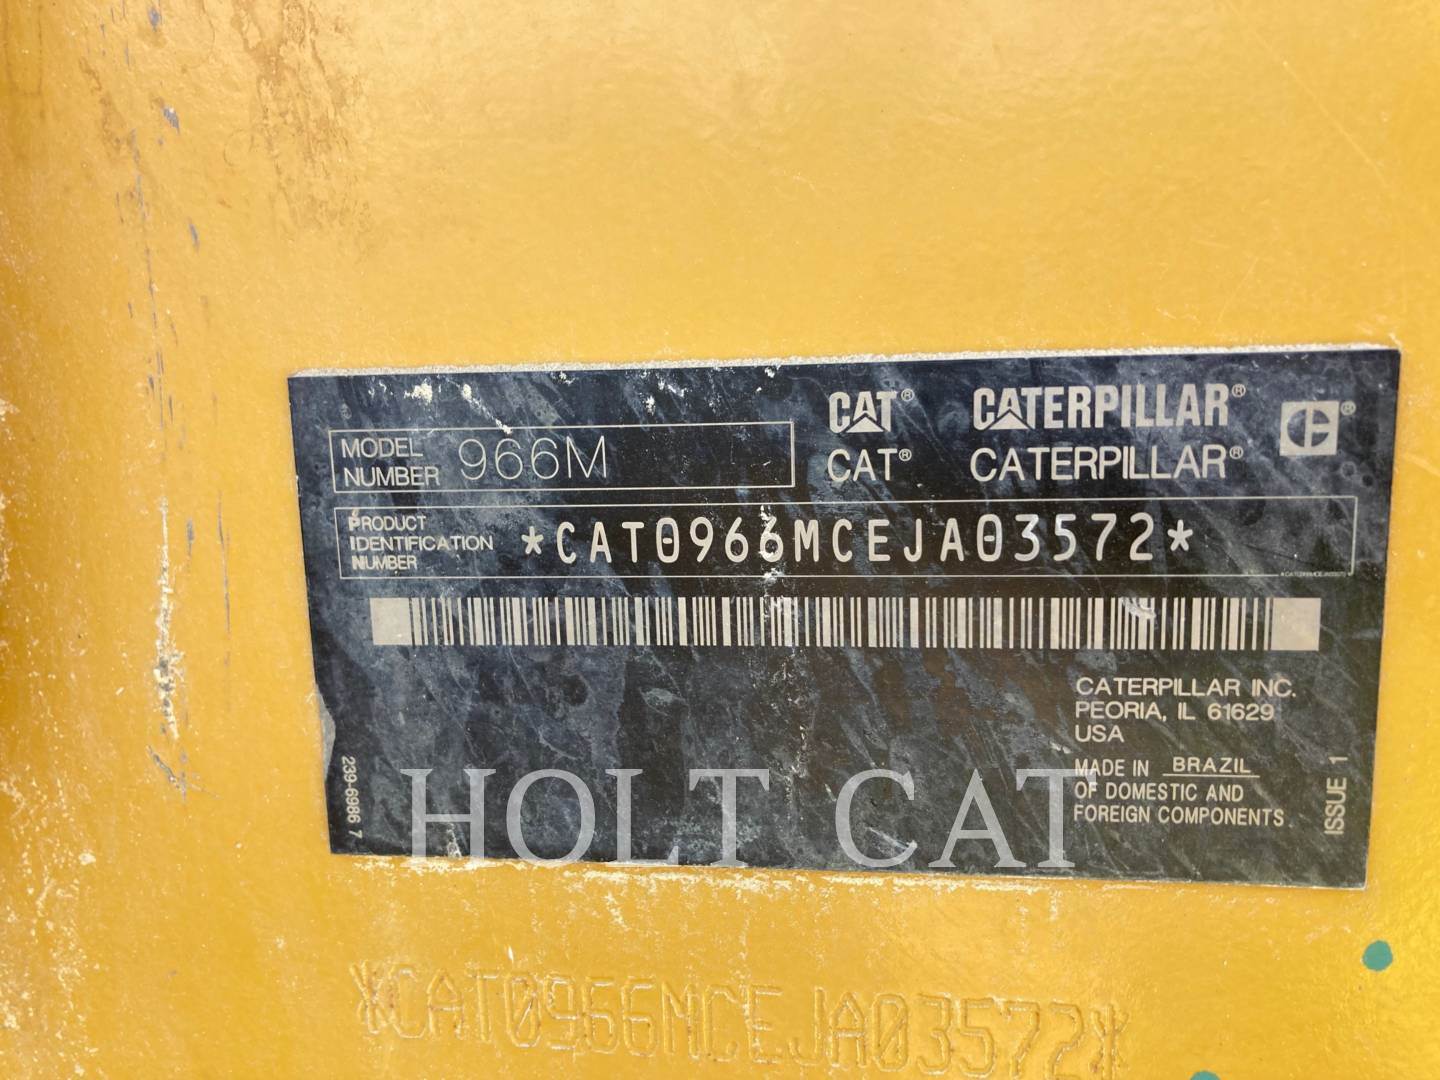 CAT® CATERPILLAR®
MODEL NUMBER 966M
CAT® CATERPILLAR®
PRODUCT IDENTIFICATION NUMBER *CAT0966MCEJA03572*
CATERPILLAR INC.
PEORIA, IL 61629
USA
MADE IN BRAZIL
OF DOMESTIC AND
FOREIGN COMPONENTS.
ISSUE 1
239-6986 7
HOLT CAT
*CAT0966MCEJA03572*